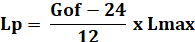 Lp = (Gof − 24) / 12 x Lmax